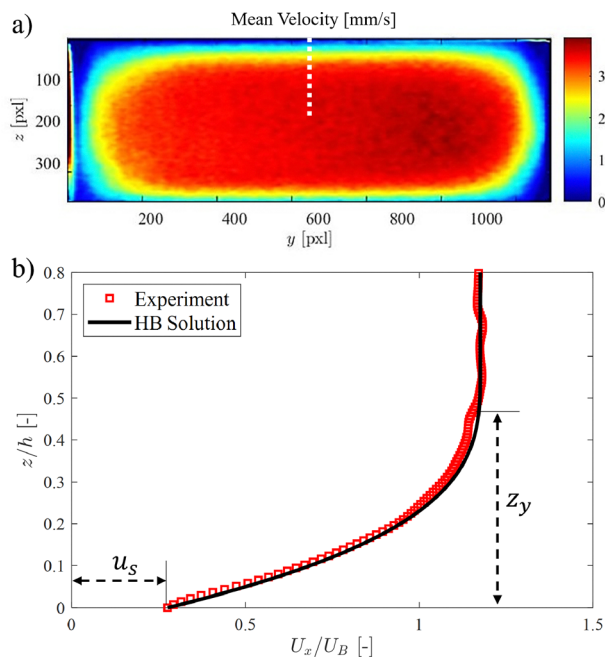 a)
Mean Velocity [mm/s]
z [pxl]
100
200
300
200
400
600
800
1000
y [pxl]
3
2
1
0
b)
Experiment
HB Solution
z/h [-]
0.8
0.7
0.6
0.5
0.4
0.3
0.2
0.1
0
u_s
z_y
0
0.5
1
1.5
U_x/U_B [-]